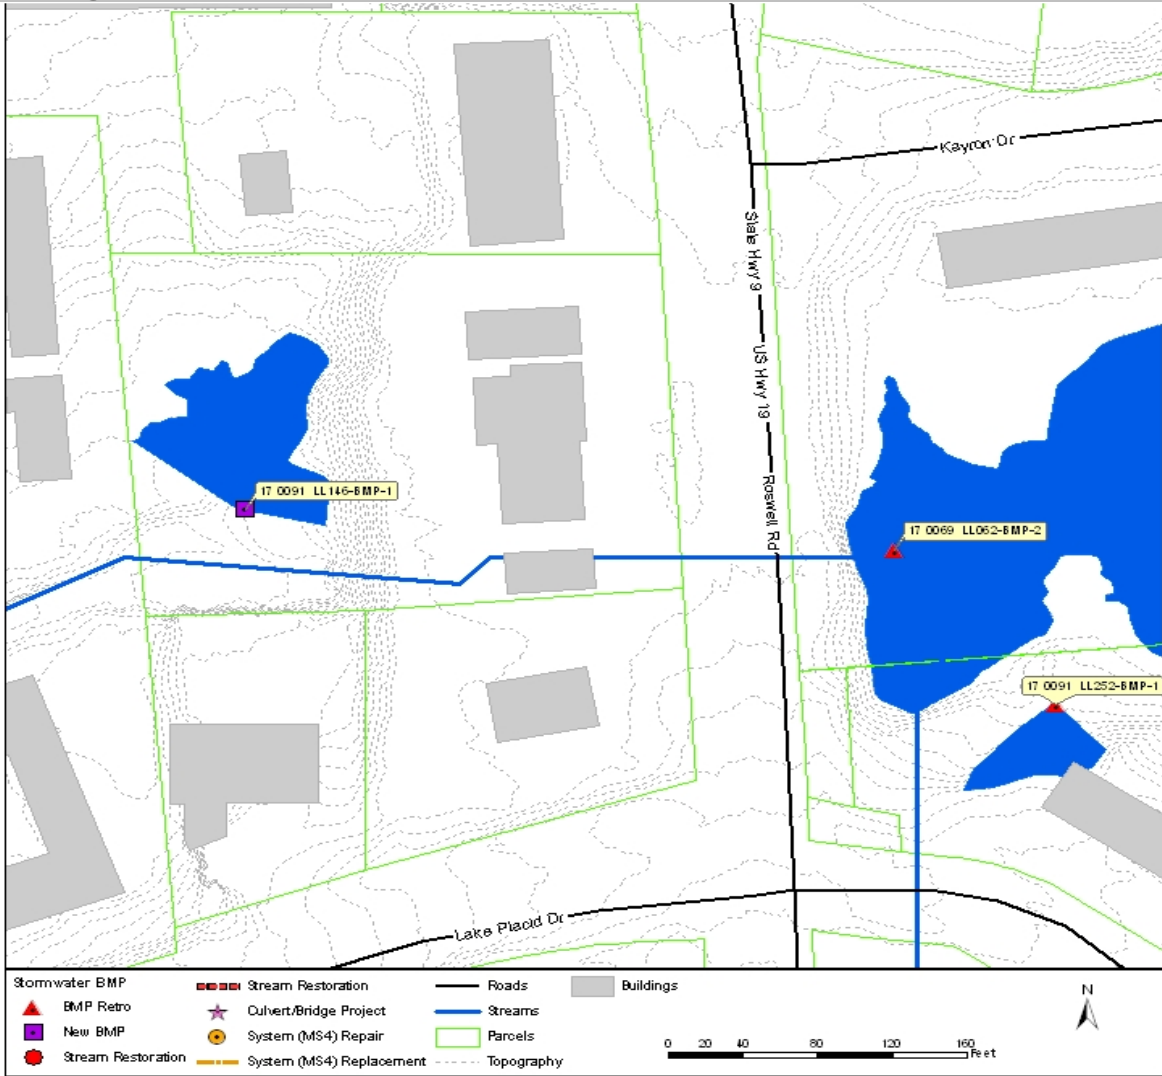 Kayron Dr
State Hwy 9
US Hwy 19
Roswell Rd
17 0091 LL146-BMP-1
17 0069 LL062-BMP-2
17 0091 LL252-BMP-1
Lake Placid Dr
Stormwater BMP
BMP Retro
New BMP
Stream Restoration
Stream Restoration
Culvert/Bridge Project
System (MS4) Repair
System (MS4) Replacement
Roads
Streams
Parcels
Topography
Buildings
N
0 20 40 80 120 160
Feet